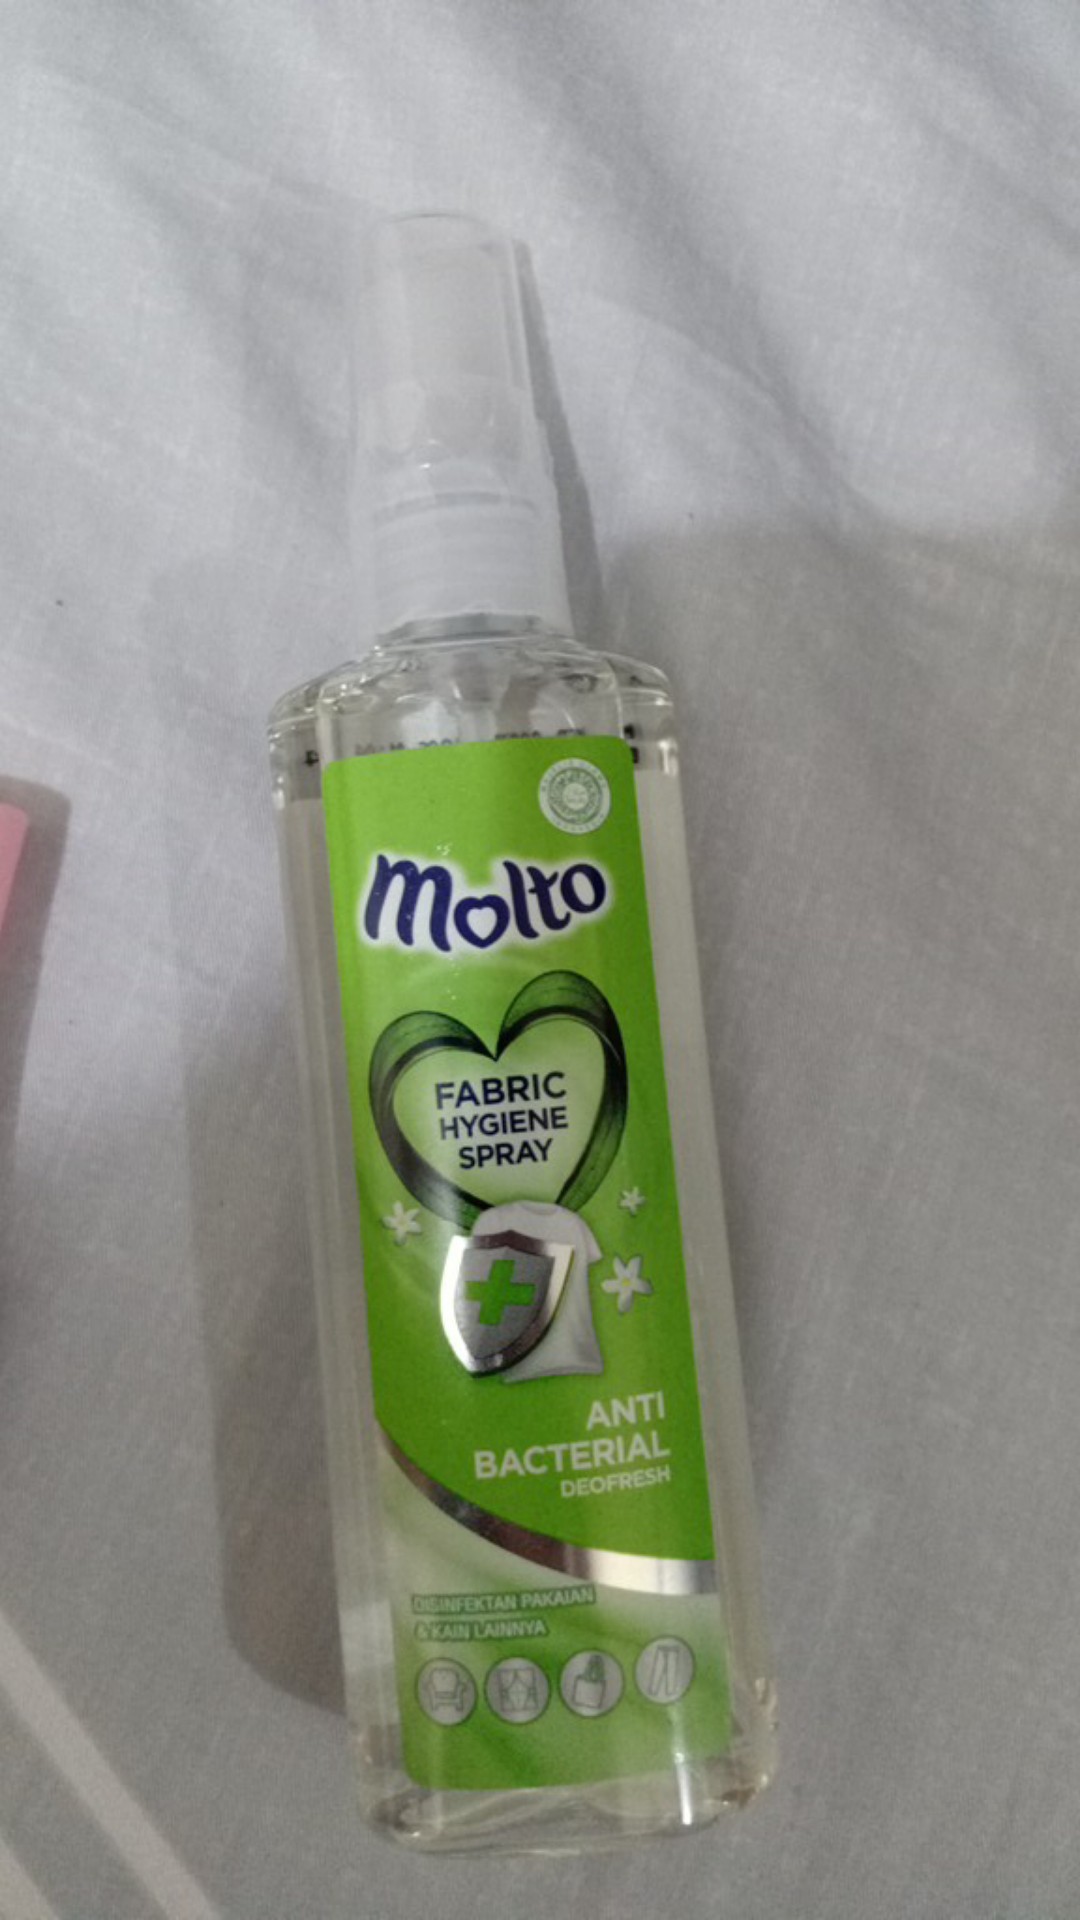 Molto
FABRIC
HYGIENE
SPRAY
ANTI
BACTERIAL
DEOFRESH
DISINFEKTAN PAKAIAN
& KAIN LAINNYA